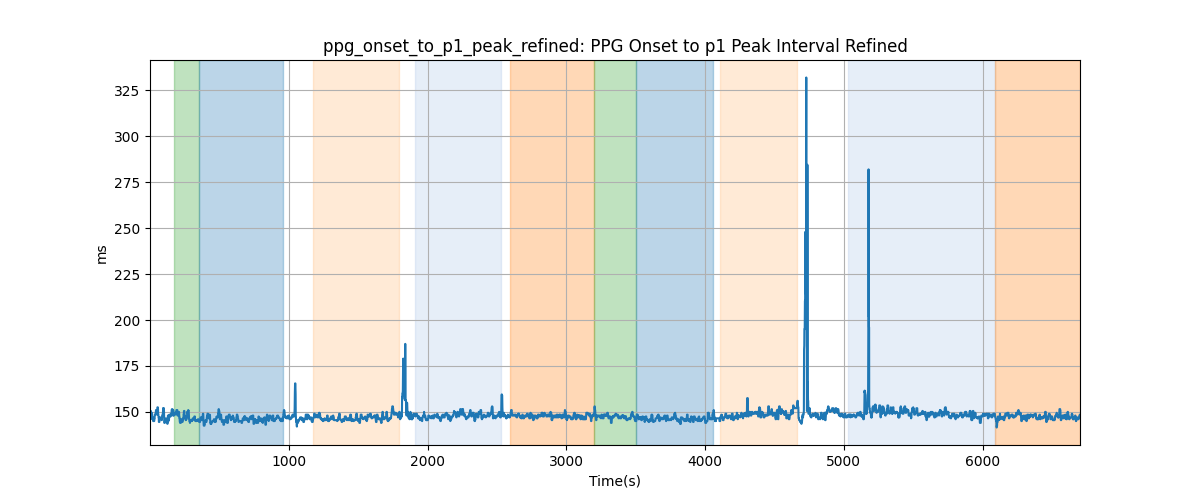 ppg_onset_to_p1_peak_refined: PPG Onset to p1 Peak Interval Refined
325
300
275
250
225
200
175
150
ms
1000 2000 3000 4000 5000 6000
Time(s)